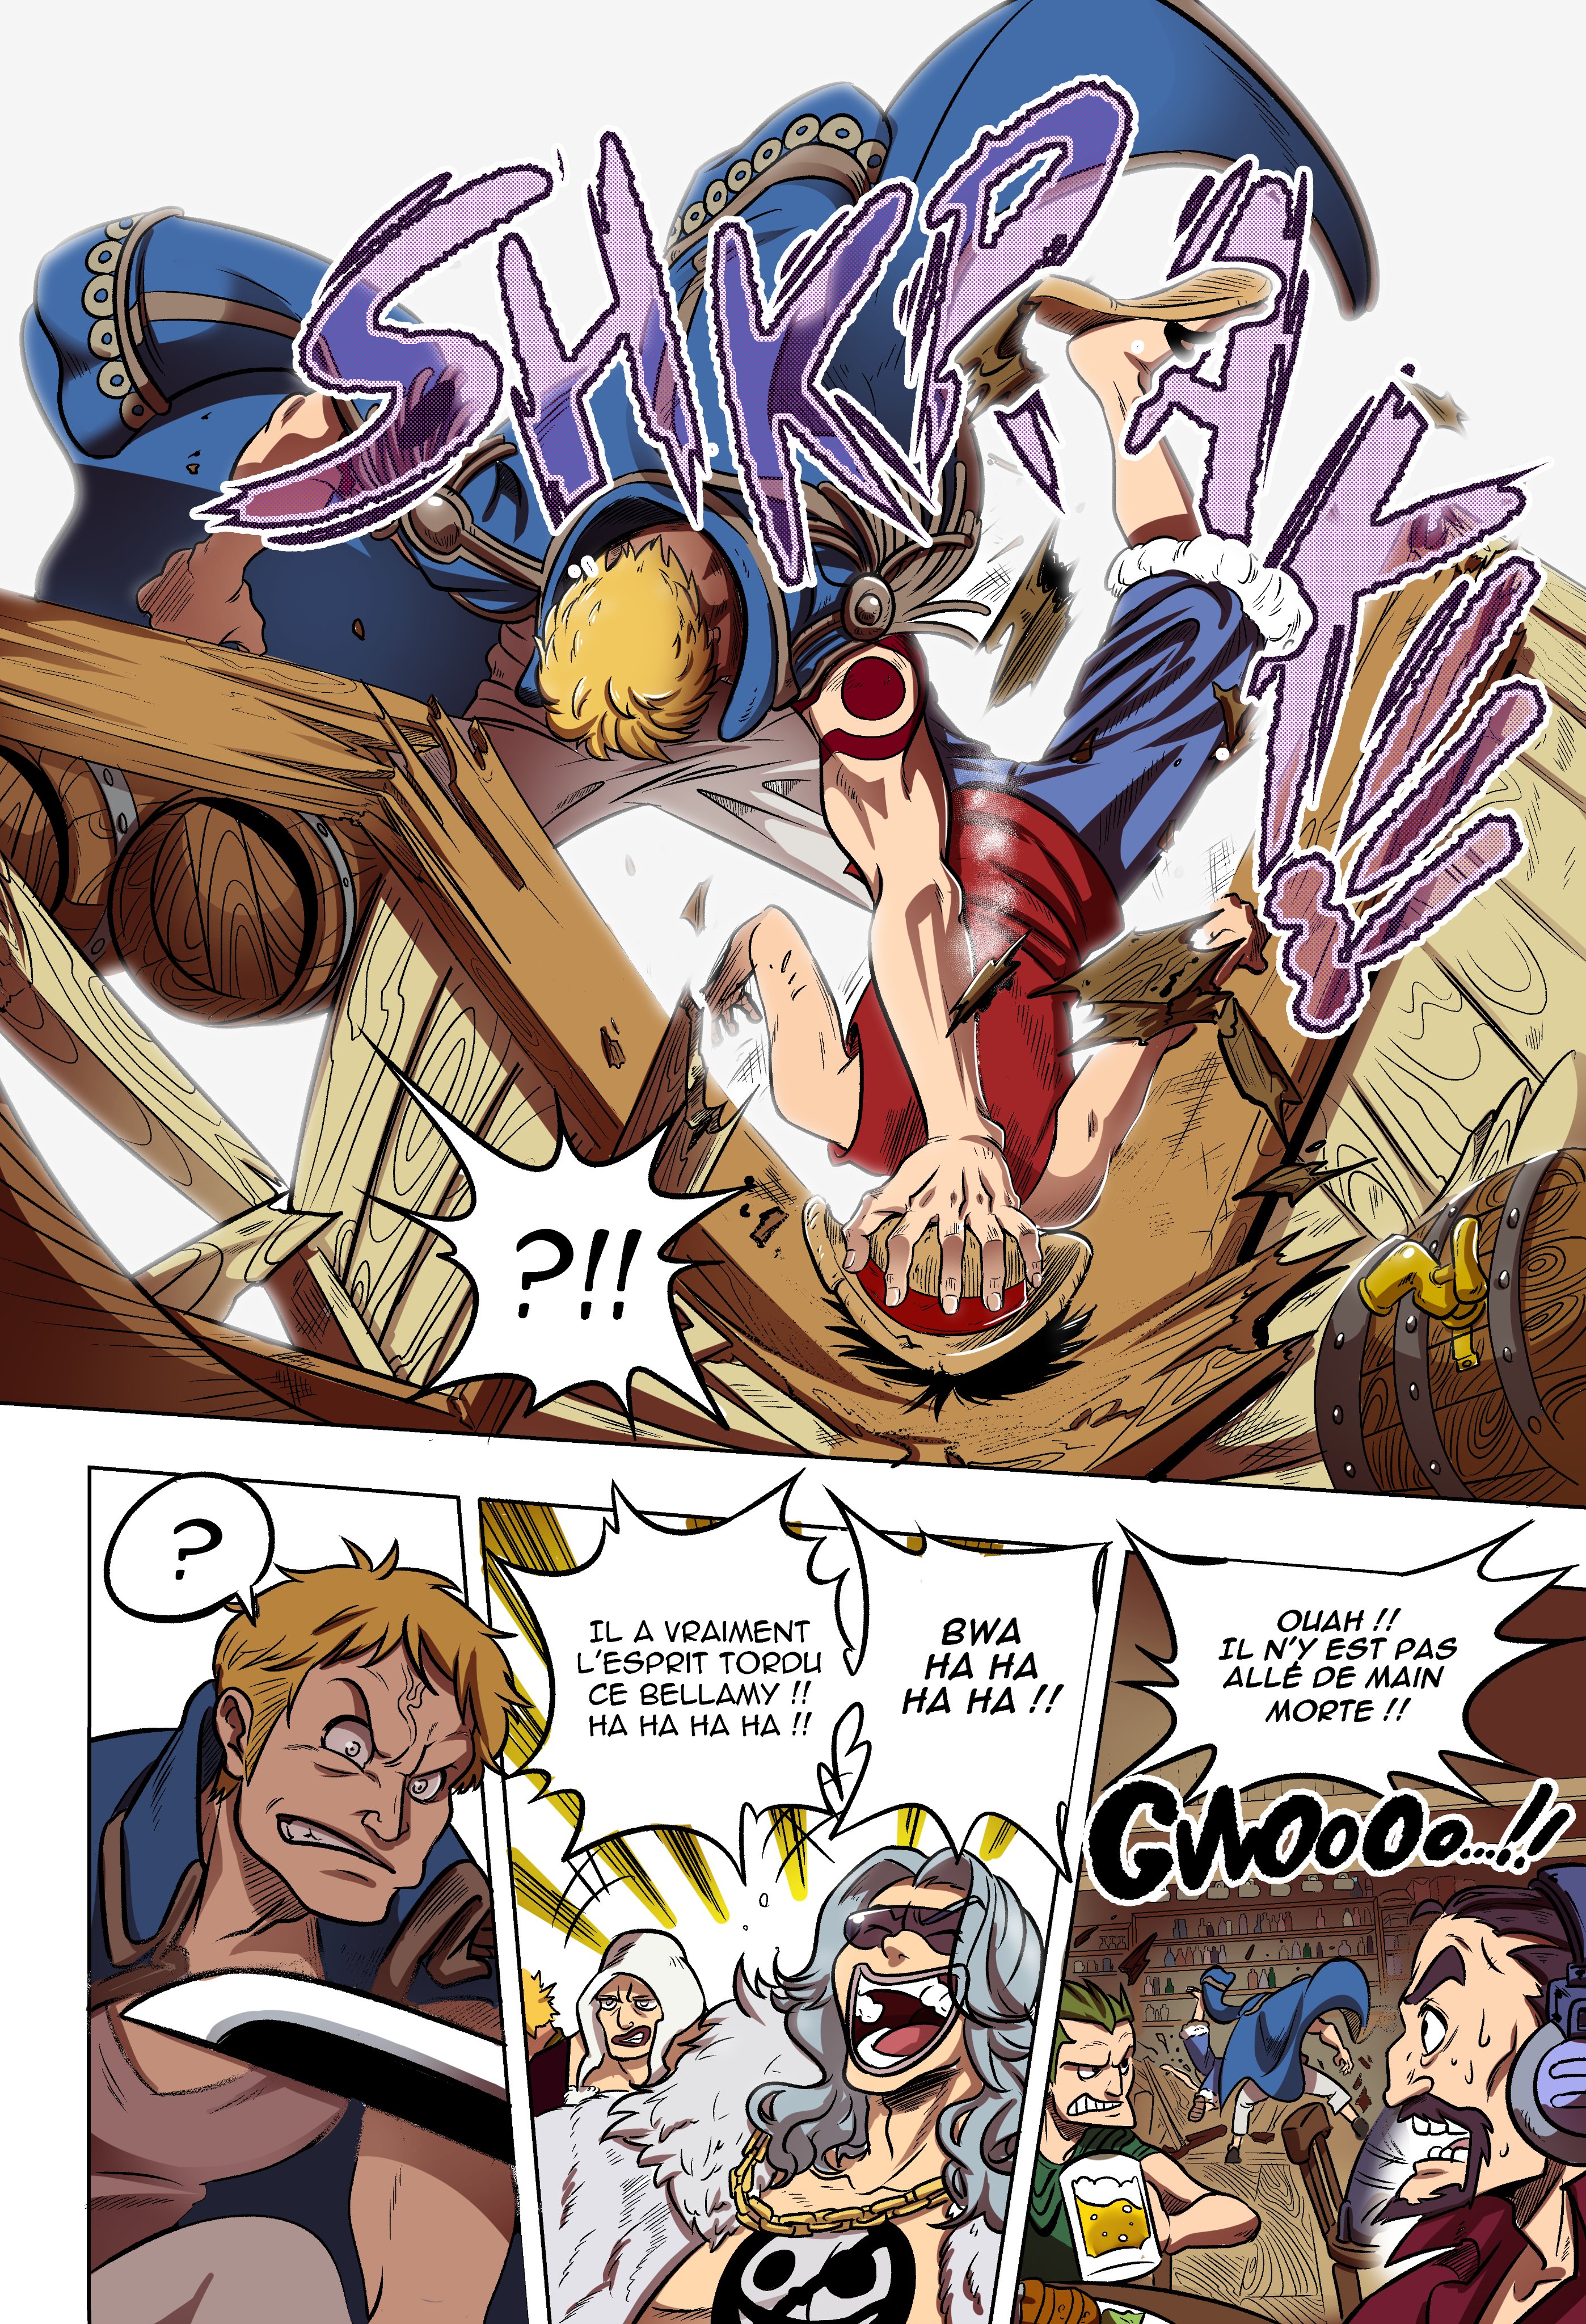 SHKRAK!!
?!!
OUAH !!
IL N'Y EST PAS
ALLÉ DE MAIN
MORTE !!
GWOOOOO...!!
BWA
HA HA
HA HA !!
IL A VRAIMENT
L'ESPRIT TORDU
CE BELLAMY !!
HA HA HA HA !!
?